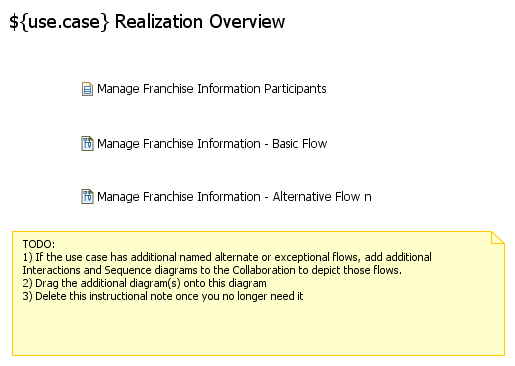 ${use.case} Realization Overview
Manage Franchise Information Participants
Manage Franchise Information - Basic Flow
Manage Franchise Information - Alternative Flow n
TODO:
1) If the use case has additional named alternate or exceptional flows, add additional
Interactions and Sequence diagrams to the Collaboration to depict those flows.
2) Drag the additional diagram(s) onto this diagram
3) Delete this instructional note once you no longer need it